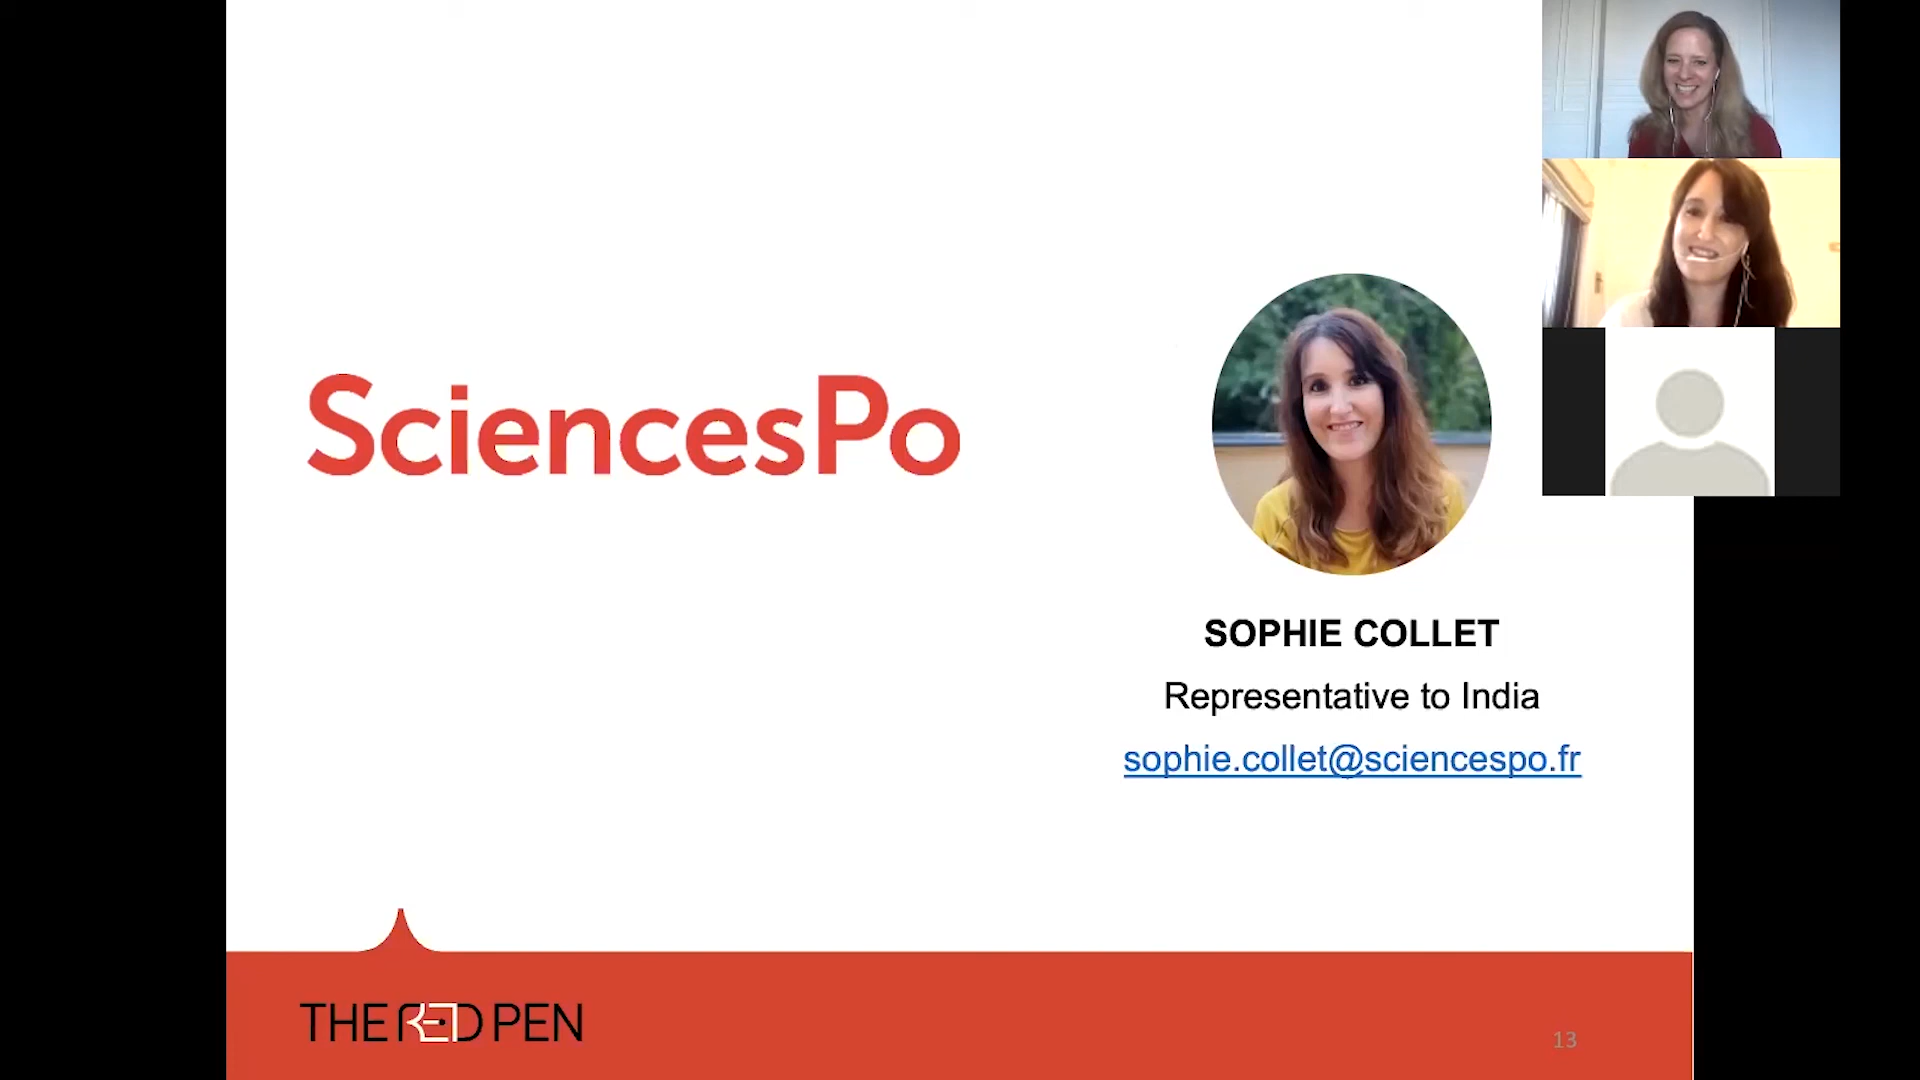 SciencesPo
SOPHIE COLLET
Representative to India
sophie.collet@sciencespo.fr
THE RED PEN
13